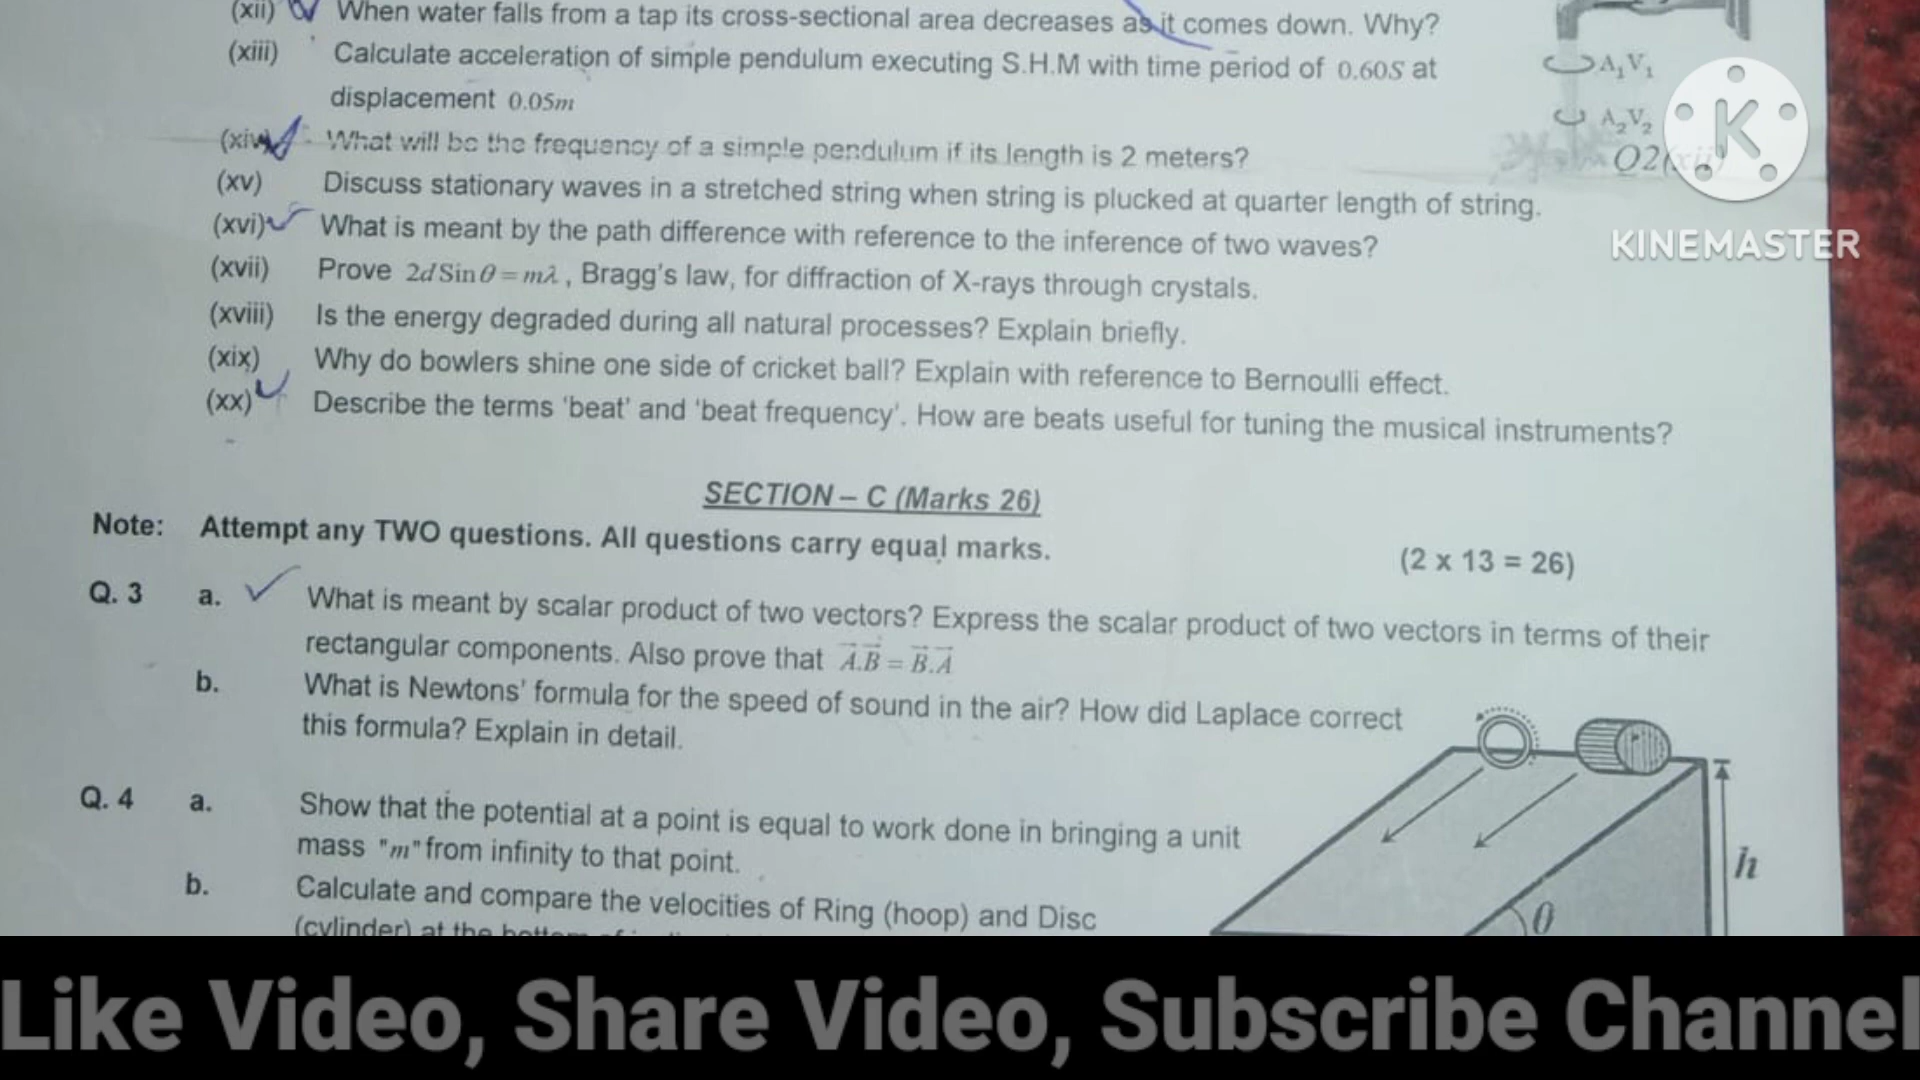 (xii) When water falls from a tap its cross-sectional area decreases as it comes down. Why?
(xiii) Calculate acceleration of simple pendulum executing S.H.M with time period of 0.60S at
displacement 0.05m
A₁V₁
A₂V₂
Q2(xii)
(xiv) What will be the frequency of a simple pendulum if its length is 2 meters?
(xv) Discuss stationary waves in a stretched string when string is plucked at quarter length of string.
(xvi) What is meant by the path difference with reference to the inference of two waves?
(xvii) Prove 2d Sin θ = mλ , Bragg's law, for diffraction of X-rays through crystals.
(xviii) Is the energy degraded during all natural processes? Explain briefly.
(xix) Why do bowlers shine one side of cricket ball? Explain with reference to Bernoulli effect.
(xx) Describe the terms 'beat' and 'beat frequency'. How are beats useful for tuning the musical instruments?
K
KINEMASTER
SECTION – C (Marks 26)
Note: Attempt any TWO questions. All questions carry equal marks.
(2 x 13 = 26)
Q. 3 a. What is meant by scalar product of two vectors? Express the scalar product of two vectors in terms of their
rectangular components. Also prove that A⃗.B⃗ = B⃗.A⃗
b. What is Newtons' formula for the speed of sound in the air? How did Laplace correct
this formula? Explain in detail.
Q. 4 a. Show that the potential at a point is equal to work done in bringing a unit
mass "m" from infinity to that point.
b. Calculate and compare the velocities of Ring (hoop) and Disc
(cylinder) at the bottom of
h
θ
Like Video, Share Video, Subscribe Channel